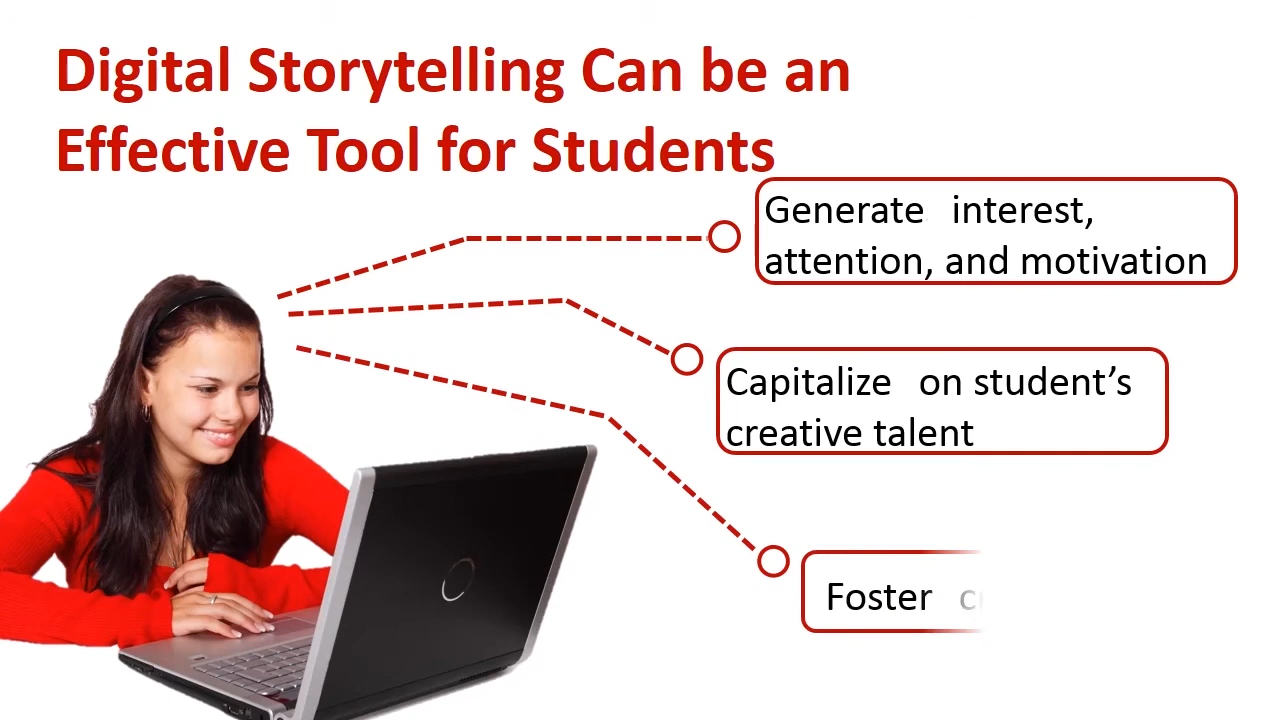 Digital Storytelling Can be an
Effective Tool for Students
Generate interest,
attention, and motivation
Capitalize on student’s
creative talent
Foster